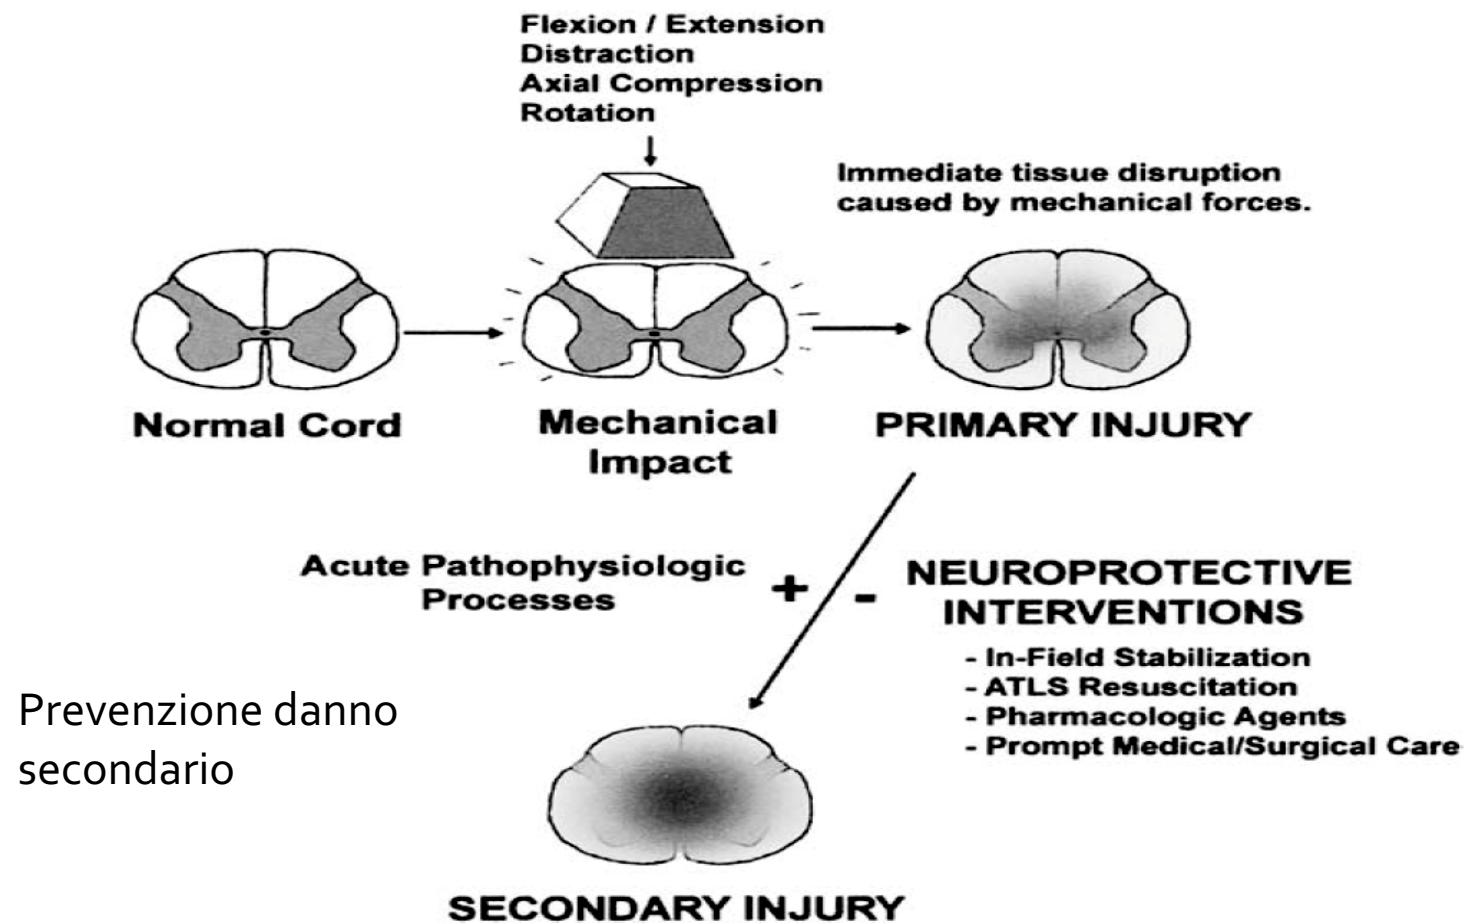 Flexion / Extension
Distraction
Axial Compression
Rotation
Immediate tissue disruption
caused by mechanical forces.
Normal Cord
Mechanical
Impact
PRIMARY INJURY
Acute Pathophysiologic
Processes
+
-
NEUROPROTECTIVE
INTERVENTIONS
- In-Field Stabilization
- ATLS Resuscitation
- Pharmacologic Agents
- Prompt Medical/Surgical Care
Prevenzione danno
secondario
SECONDARY INJURY